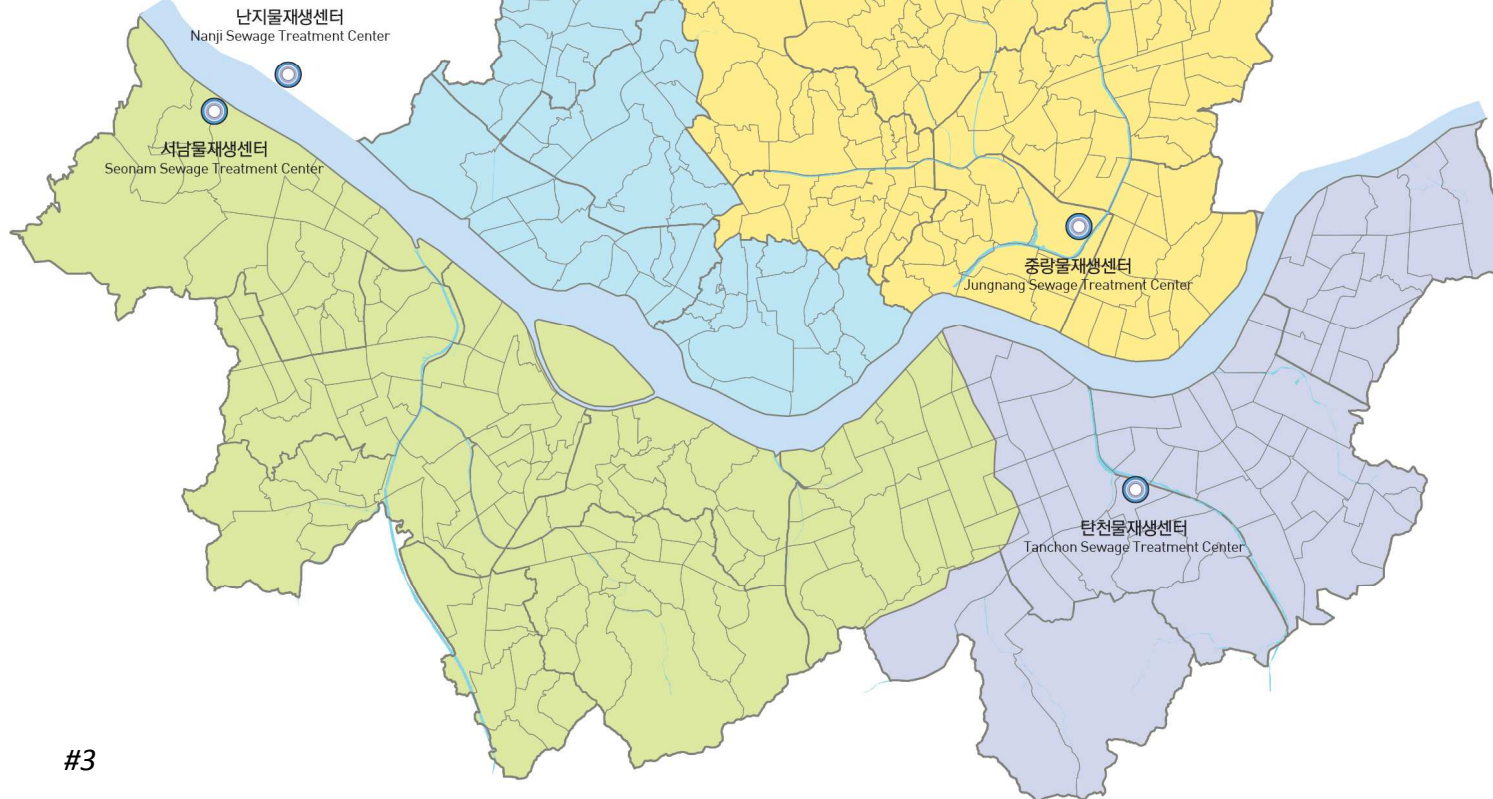 난지물재생센터
Nanji Sewage Treatment Center
서남물재생센터
Seonam Sewage Treatment Center
중랑물재생센터
Jungnang Sewage Treatment Center
탄천물재생센터
Tanchon Sewage Treatment Center
#3